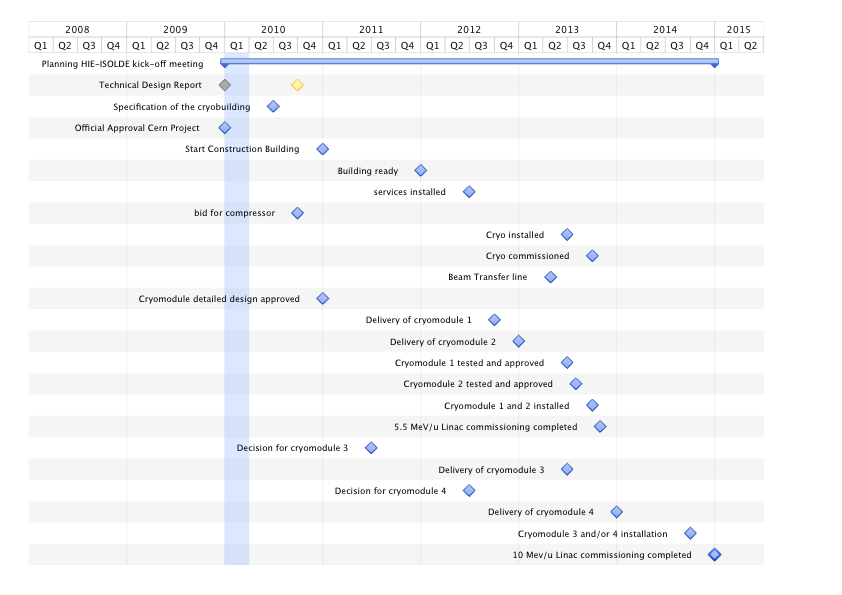 2008 2009 2010 2011 2012 2013 2014 2015
Q1 Q2 Q3 Q4 Q1 Q2 Q3 Q4 Q1 Q2 Q3 Q4 Q1 Q2 Q3 Q4 Q1 Q2 Q3 Q4 Q1 Q2 Q3 Q4 Q1 Q2 Q3 Q4 Q1 Q2
Planning HIE-ISOLDE kick-off meeting
Technical Design Report
Specification of the cryobuilding
Official Approval Cern Project
Start Construction Building
Building ready
services installed
bid for compressor
Cryo installed
Cryo commissioned
Beam Transfer line
Cryomodule detailed design approved
Delivery of cryomodule 1
Delivery of cryomodule 2
Cryomodule 1 tested and approved
Cryomodule 2 tested and approved
Cryomodule 1 and 2 installed
5.5 MeV/u Linac commissioning completed
Decision for cryomodule 3
Delivery of cryomodule 3
Decision for cryomodule 4
Delivery of cryomodule 4
Cryomodule 3 and/or 4 installation
10 Mev/u Linac commissioning completed